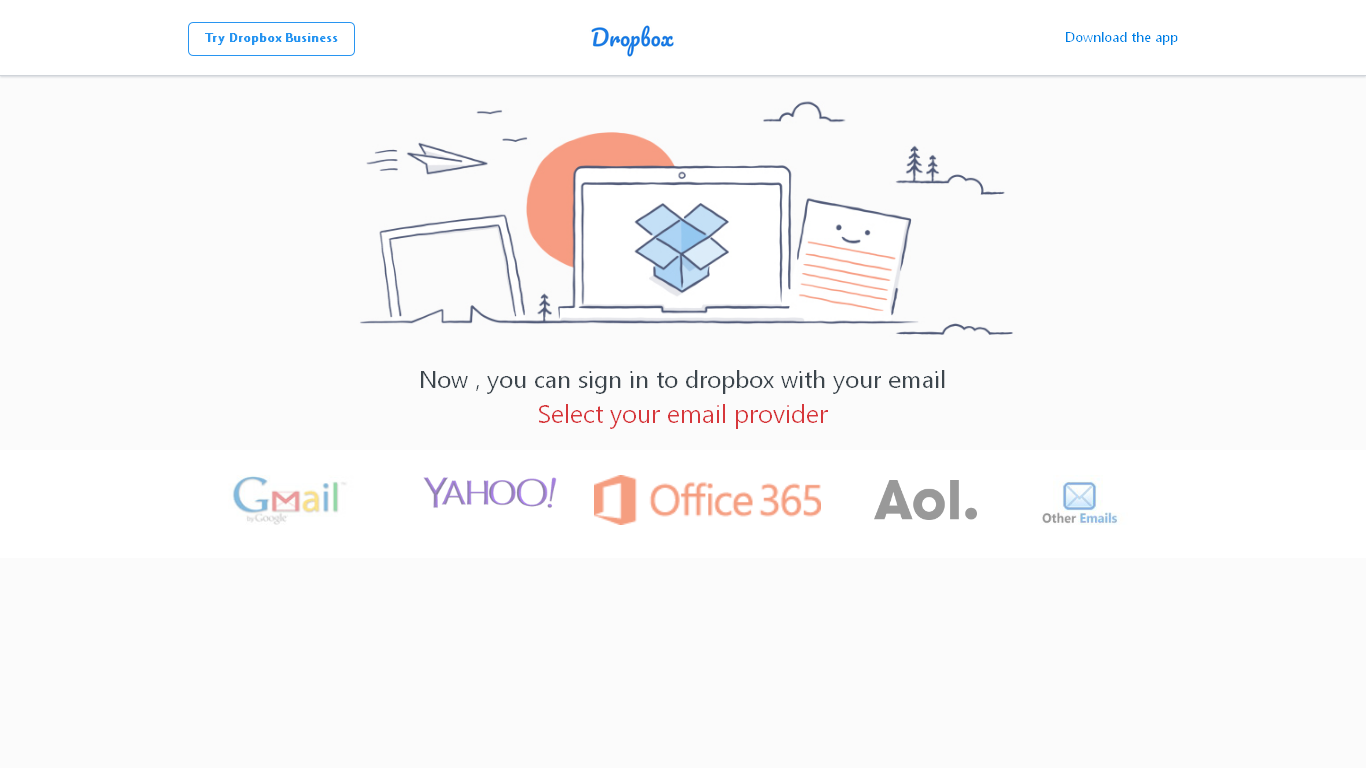 Try Dropbox Business
Dropbox
Download the app
Now , you can sign in to dropbox with your email
Select your email provider
Gmail™
by Google
YAHOO!
Office 365
Aol.
Other Emails